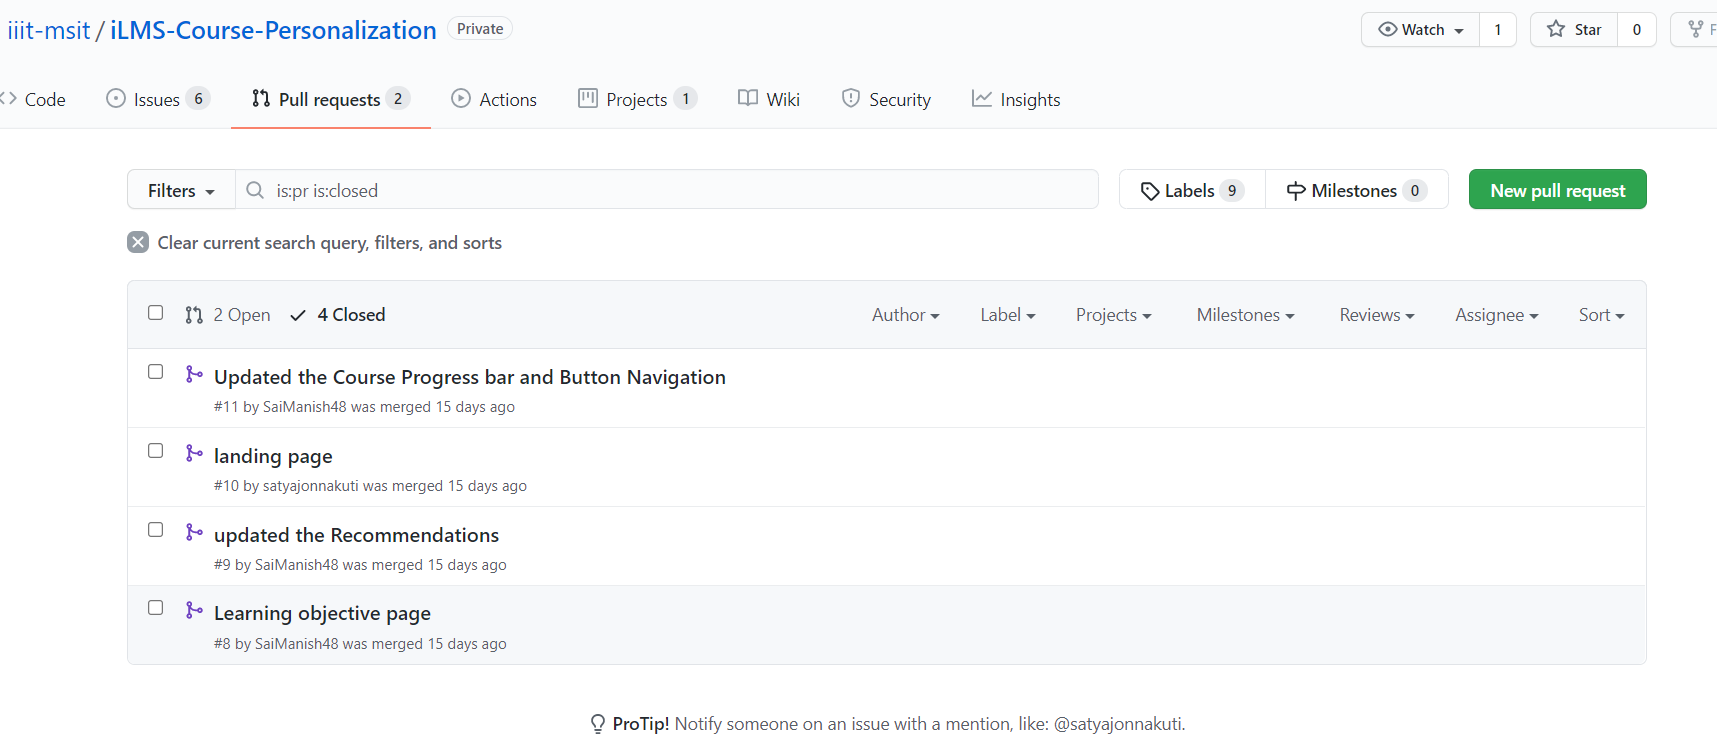 iiit-msit / iLMS-Course-Personalization Private Watch 1 Star 0 F
Code Issues 6 Pull requests 2 Actions Projects 1 Wiki Security Insights
Filters is:pr is:closed Labels 9 Milestones 0 New pull request
Clear current search query, filters, and sorts
2 Open 4 Closed Author Label Projects Milestones Reviews Assignee Sort
Updated the Course Progress bar and Button Navigation
#11 by SaiManish48 was merged 15 days ago
landing page
#10 by satyajonnakuti was merged 15 days ago
updated the Recommendations
#9 by SaiManish48 was merged 15 days ago
Learning objective page
#8 by SaiManish48 was merged 15 days ago
ProTip! Notify someone on an issue with a mention, like: @satyajonnakuti.